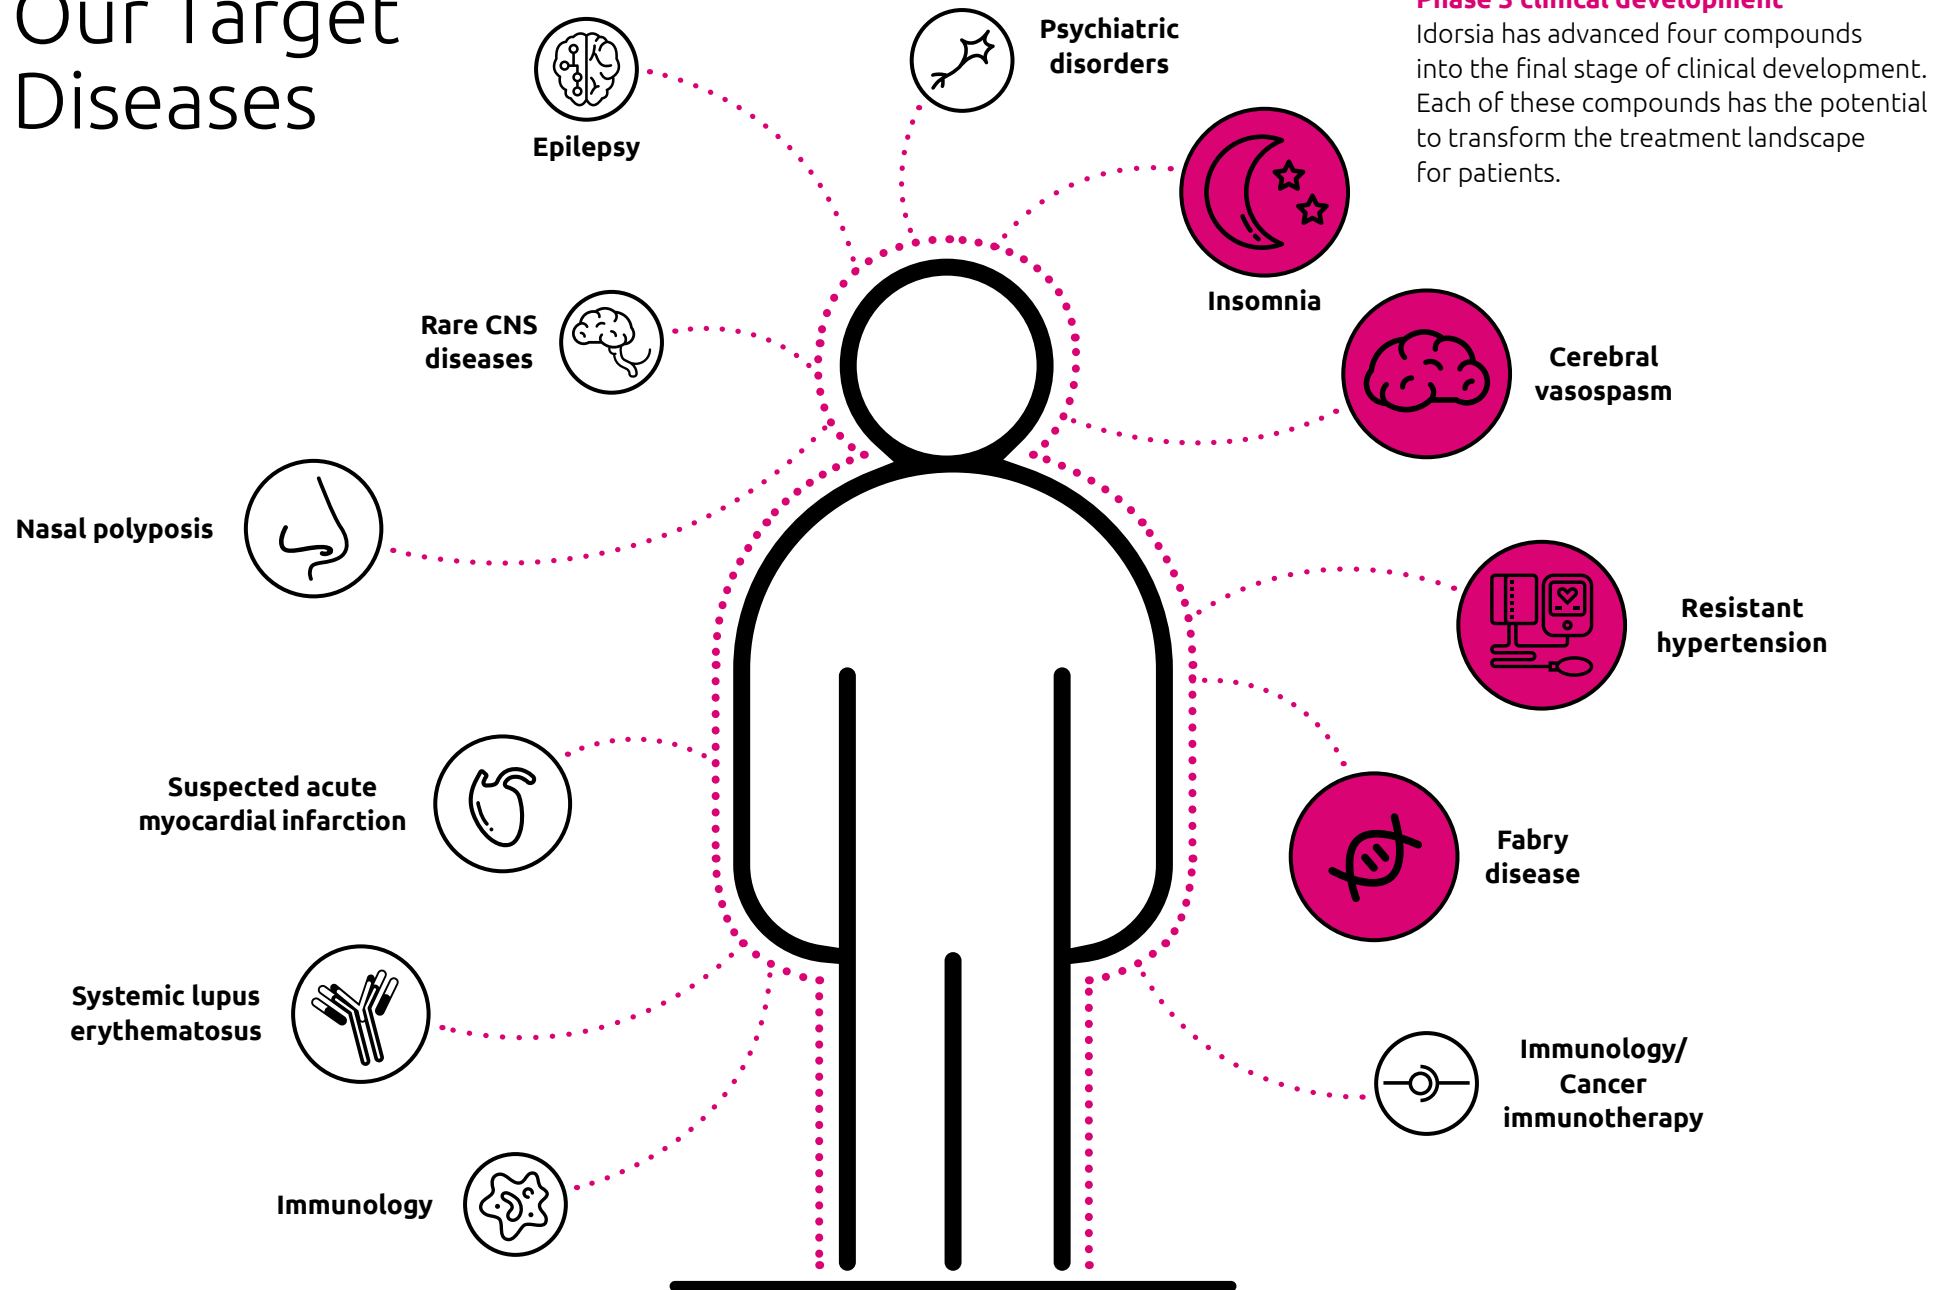 Our Target
Diseases
Phase 3 clinical development
Idorsia has advanced four compounds
into the final stage of clinical development.
Each of these compounds has the potential
to transform the treatment landscape
for patients.
Psychiatric
disorders
Epilepsy
Insomnia
Rare CNS
diseases
Cerebral
vasospasm
Nasal polyposis
Resistant
hypertension
Suspected acute
myocardial infarction
Fabry
disease
Systemic lupus
erythematosus
Immunology/
Cancer
immunotherapy
Immunology